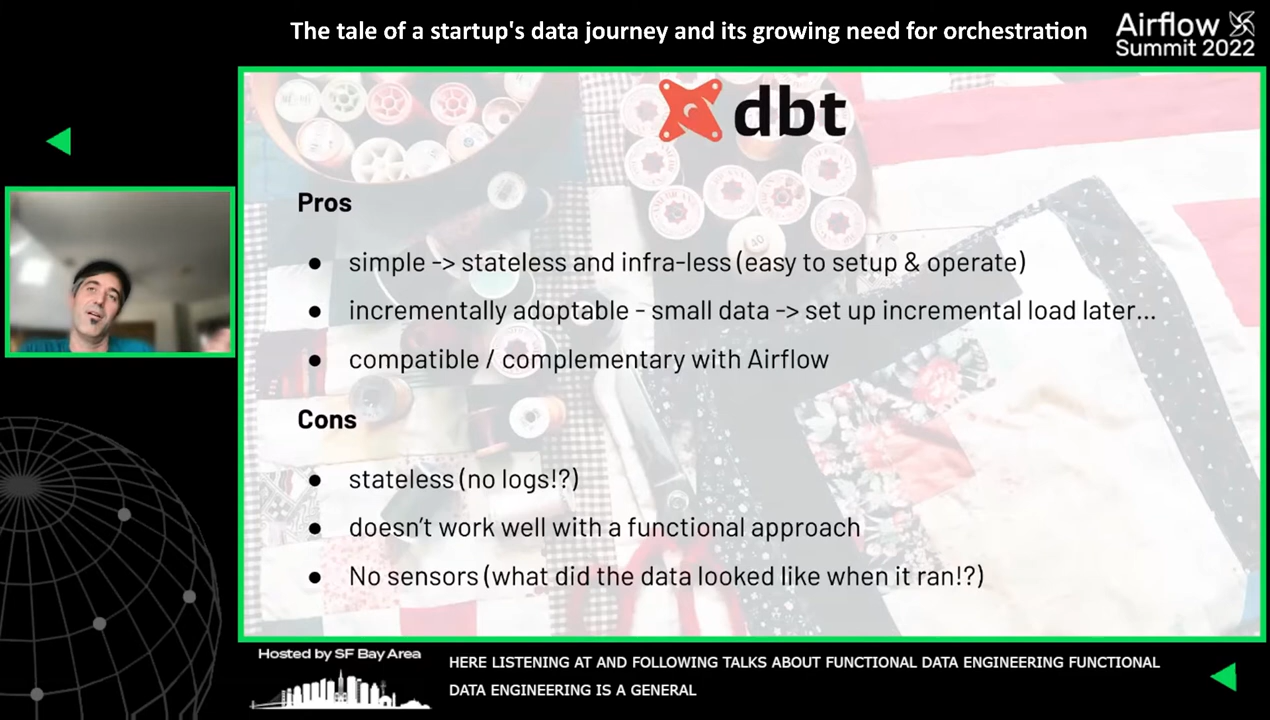 The tale of a startup's data journey and its growing need for orchestration
Airflow
Summit 2022
dbt
Pros
● simple -> stateless and infra-less (easy to setup & operate)
● incrementally adoptable - small data -> set up incremental load later...
● compatible / complementary with Airflow
Cons
● stateless (no logs!?)
● doesn't work well with a functional approach
● No sensors (what did the data looked like when it ran!?)
Hosted by SF Bay Area
HERE LISTENING AT AND FOLLOWING TALKS ABOUT FUNCTIONAL DATA ENGINEERING FUNCTIONAL
DATA ENGINEERING IS A GENERAL